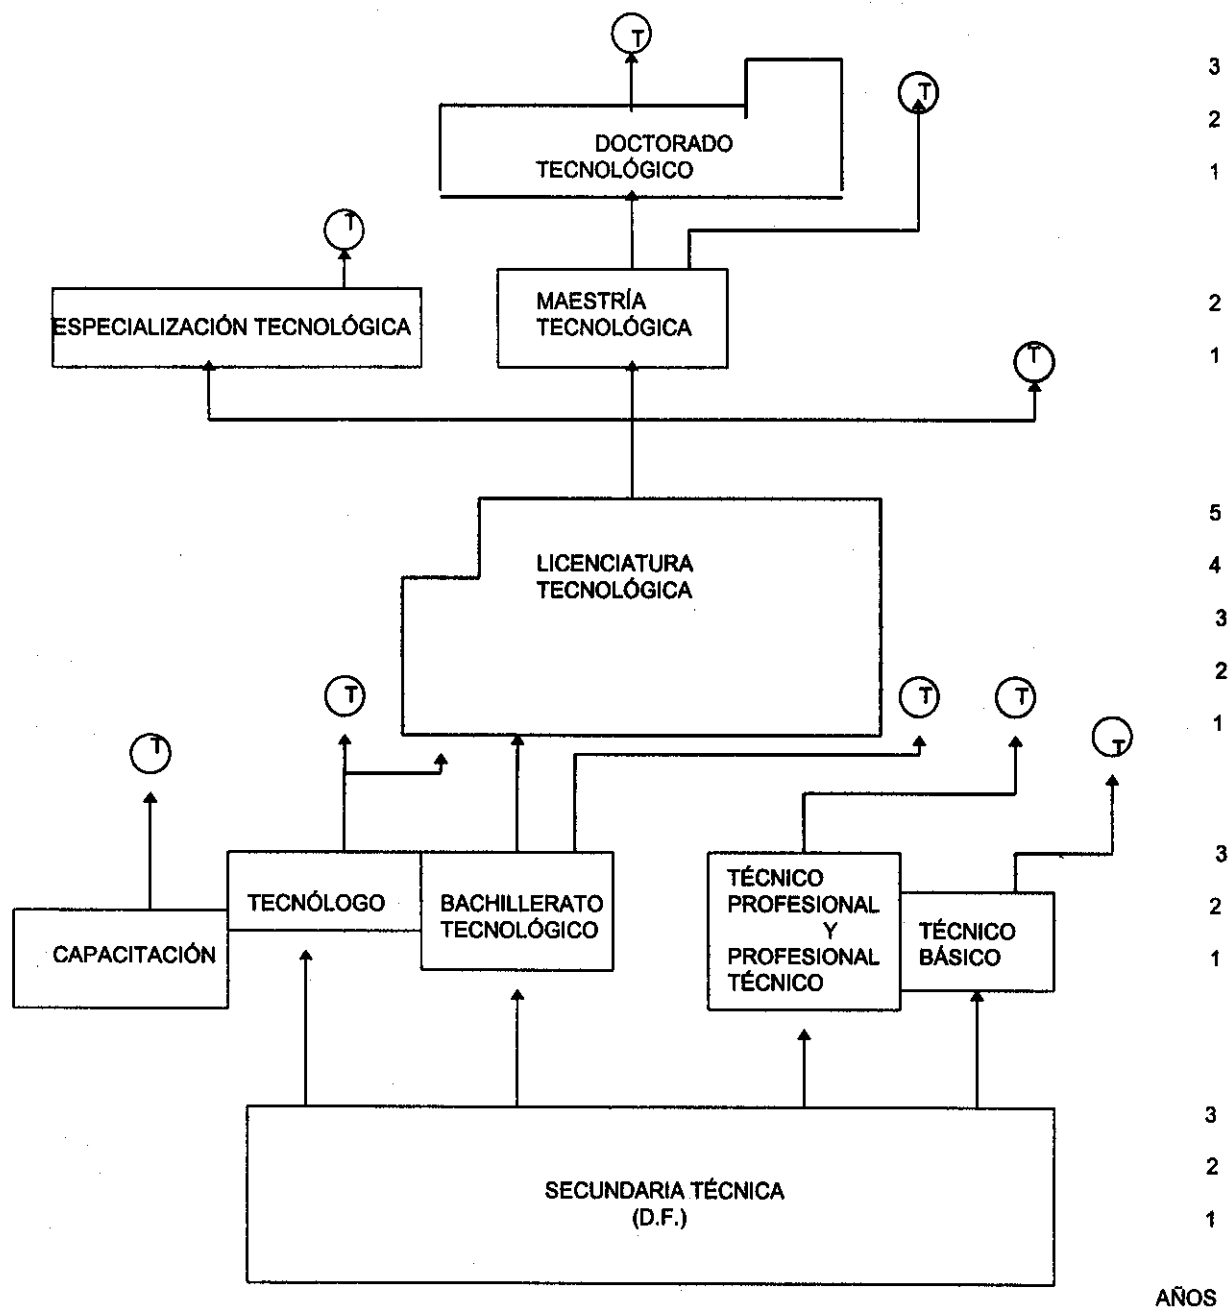 T
3
T
2
DOCTORADO
TECNOLÓGICO
1
T
MAESTRÍA
TECNOLÓGICA
2
ESPECIALIZACIÓN TECNOLÓGICA
T
1
5
LICENCIATURA
TECNOLÓGICA
4
3
2
T
T
T
1
T
T
3
TÉCNICO
PROFESIONAL
Y
PROFESIONAL
TÉCNICO
TECNÓLOGO
BACHILLERATO
TECNOLÓGICO
2
TÉCNICO
BÁSICO
CAPACITACIÓN
1
3
2
SECUNDARIA TÉCNICA
(D.F.)
1
AÑOS